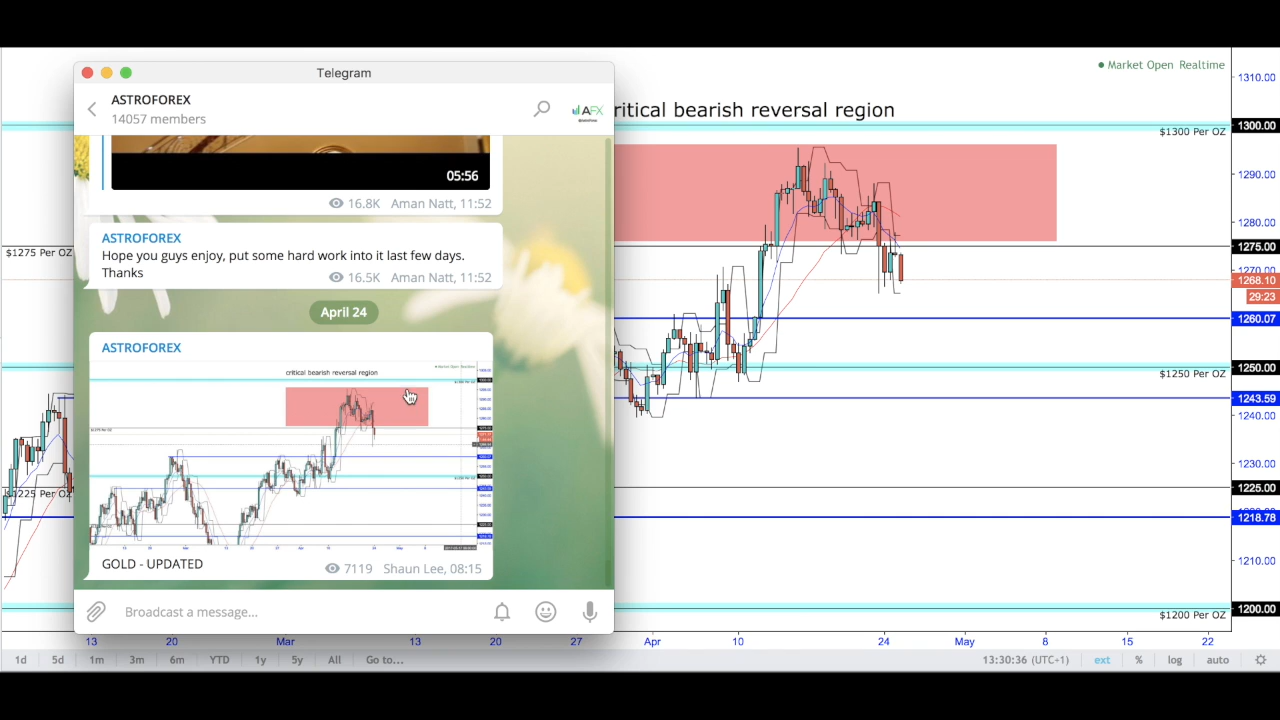 Telegram
ASTROFOREX
14057 members
AFX
05:56
16.8K Aman Natt, 11:52
ASTROFOREX
Hope you guys enjoy, put some hard work into it last few days.
Thanks
16.5K Aman Natt, 11:52
April 24
ASTROFOREX
critical bearish reversal region
GOLD - UPDATED
7119 Shaun Lee, 08:15
Broadcast a message...
Market Open Realtime
ritical bearish reversal region
$1300 Per OZ
$1275 Per OZ
$1250 Per OZ
$1225 Per OZ
$1200 Per OZ
1310.00
1300.00
1290.00
1280.00
1275.00
1270.00
1268.10
29:23
1260.07
1250.00
1243.59
1240.00
1230.00
1225.00
1218.78
1210.00
1200.00
13 20 Mar 13 20 27 Apr 10 24 May 8 15 22
1d 5d 1m 3m 6m YTD 1y 5y All Go to... 13:30:36 (UTC+1) ext % log auto